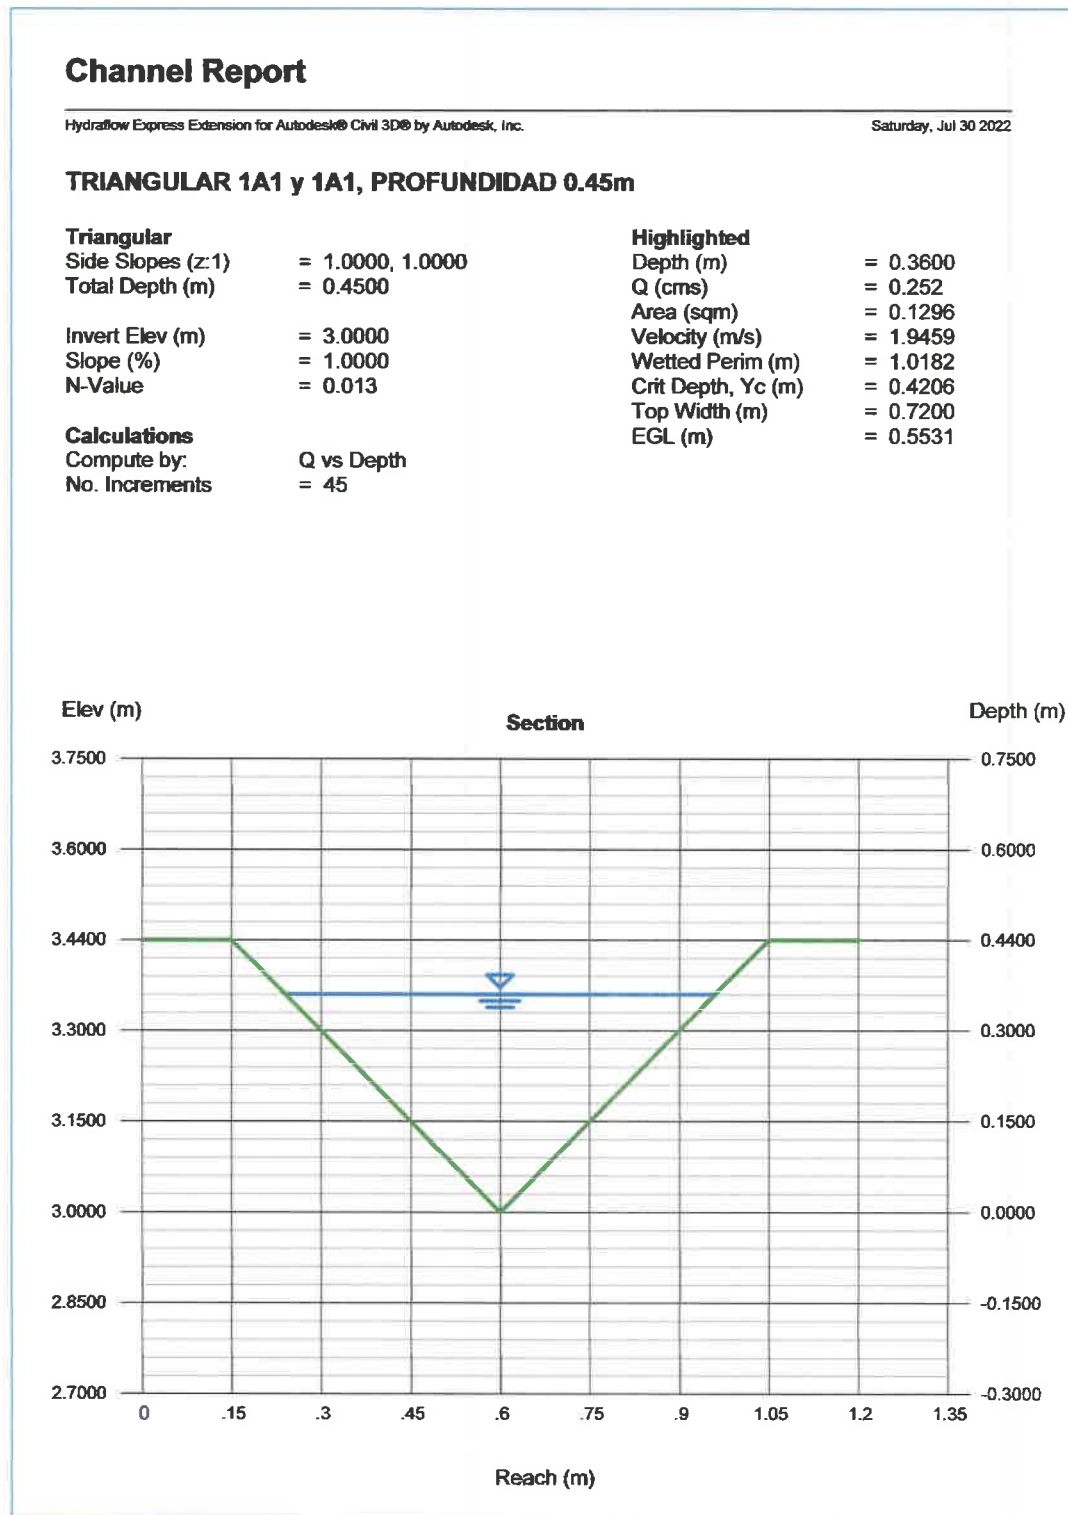 Channel Report
Hydraflow Express Extension for Autodesk® Civil 3D® by Autodesk, Inc.
Saturday, Jul 30 2022
TRIANGULAR 1A1 y 1A1, PROFUNDIDAD 0.45m
Triangular
Side Slopes (z:1) = 1.0000, 1.0000
Total Depth (m) = 0.4500
Invert Elev (m) = 3.0000
Slope (%) = 1.0000
N-Value = 0.013
Calculations
Compute by: Q vs Depth
No. Increments = 45
Highlighted
Depth (m) = 0.3600
Q (cms) = 0.252
Area (sqm) = 0.1296
Velocity (m/s) = 1.9459
Wetted Perim (m) = 1.0182
Crit Depth, Yc (m) = 0.4206
Top Width (m) = 0.7200
EGL (m) = 0.5531
Elev (m)
Section
Depth (m)
3.7500 0.7500
3.6000 0.6000
3.4400 0.4400
3.3000 0.3000
3.1500 0.1500
3.0000 0.0000
2.8500 -0.1500
2.7000 -0.3000
0 .15 .3 .45 .6 .75 .9 1.05 1.2 1.35
Reach (m)